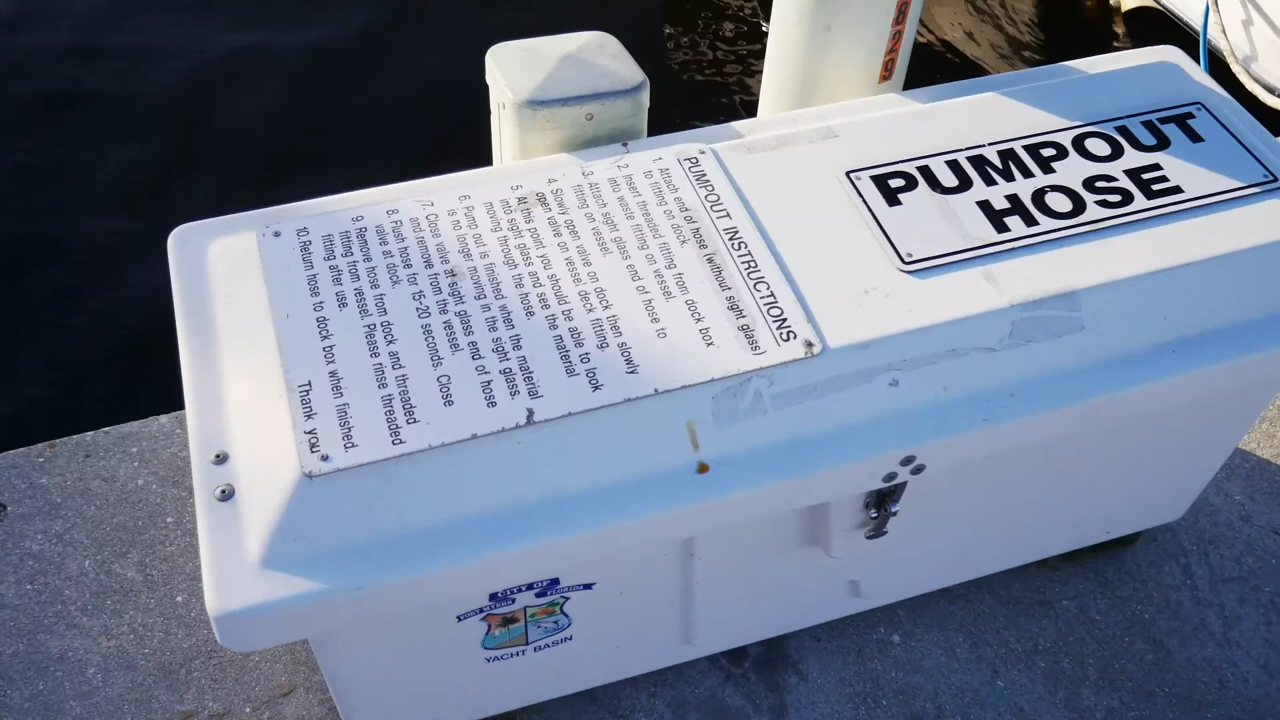 829
PUMPOUT
HOSE
PUMPOUT INSTRUCTIONS
1. Attach end of hose (without sight glass)
to fitting on dock.
2. Insert threaded fitting from dock box
into waste fitting on vessel.
3. Attach sight glass end of hose to
fitting on vessel.
4. Slowly open valve on dock then slowly
open valve on vessel deck fitting.
5. At this point you should be able to look
into sight glass and see the material
moving through the hose.
6. Pump out is finished when the material
is no longer moving in the sight glass.
7. Close valve at sight glass end of hose
and remove from the vessel.
8. Flush hose for 15-20 seconds. Close
valve at dock.
9. Remove hose from dock and threaded
fitting from vessel. Please rinse threaded
fitting after use.
10. Return hose to dock box when finished.
Thank you
CITY OF
FORT MYERS FLORIDA
YACHT BASIN